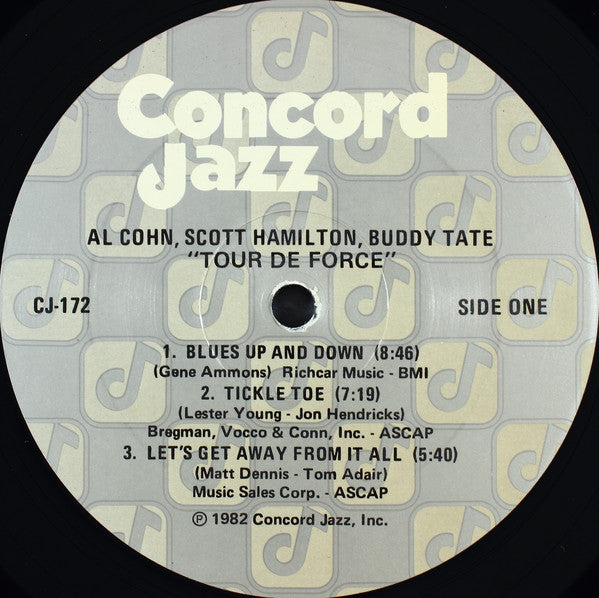 Concord
Jazz
AL COHN, SCOTT HAMILTON, BUDDY TATE
"TOUR DE FORCE"
CJ-172
SIDE ONE
1. BLUES UP AND DOWN (8:46)
(Gene Ammons) Richcar Music - BMI
2. TICKLE TOE (7:19)
(Lester Young - Jon Hendricks)
Bregman, Vocco & Conn, Inc. - ASCAP
3. LET'S GET AWAY FROM IT ALL (5:40)
(Matt Dennis - Tom Adair)
Music Sales Corp. - ASCAP
℗ 1982 Concord Jazz, Inc.